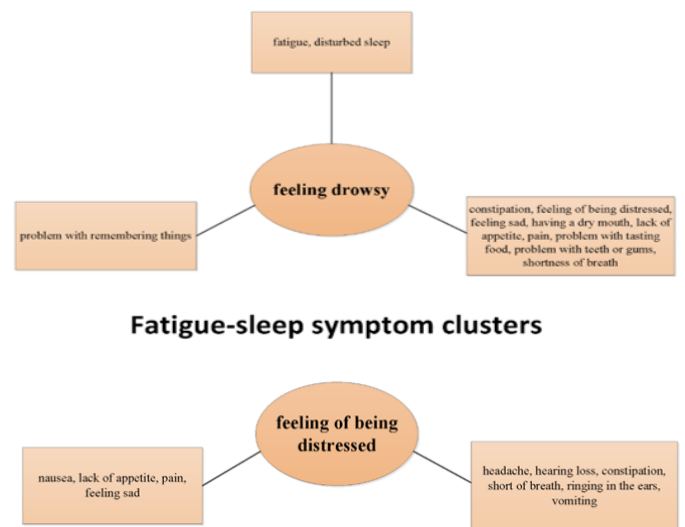 fatigue, disturbed sleep
feeling drowsy
problem with remembering things
constipation, feeling of being distressed,
feeling sad, having a dry mouth, lack of
appetite, pain, problem with tasting
food, problem with teeth or gums,
shortness of breath
Fatigue-sleep symptom clusters
feeling of being
distressed
nausea, lack of appetite, pain,
feeling sad
headache, hearing loss, constipation,
short of breath, ringing in the ears,
vomiting